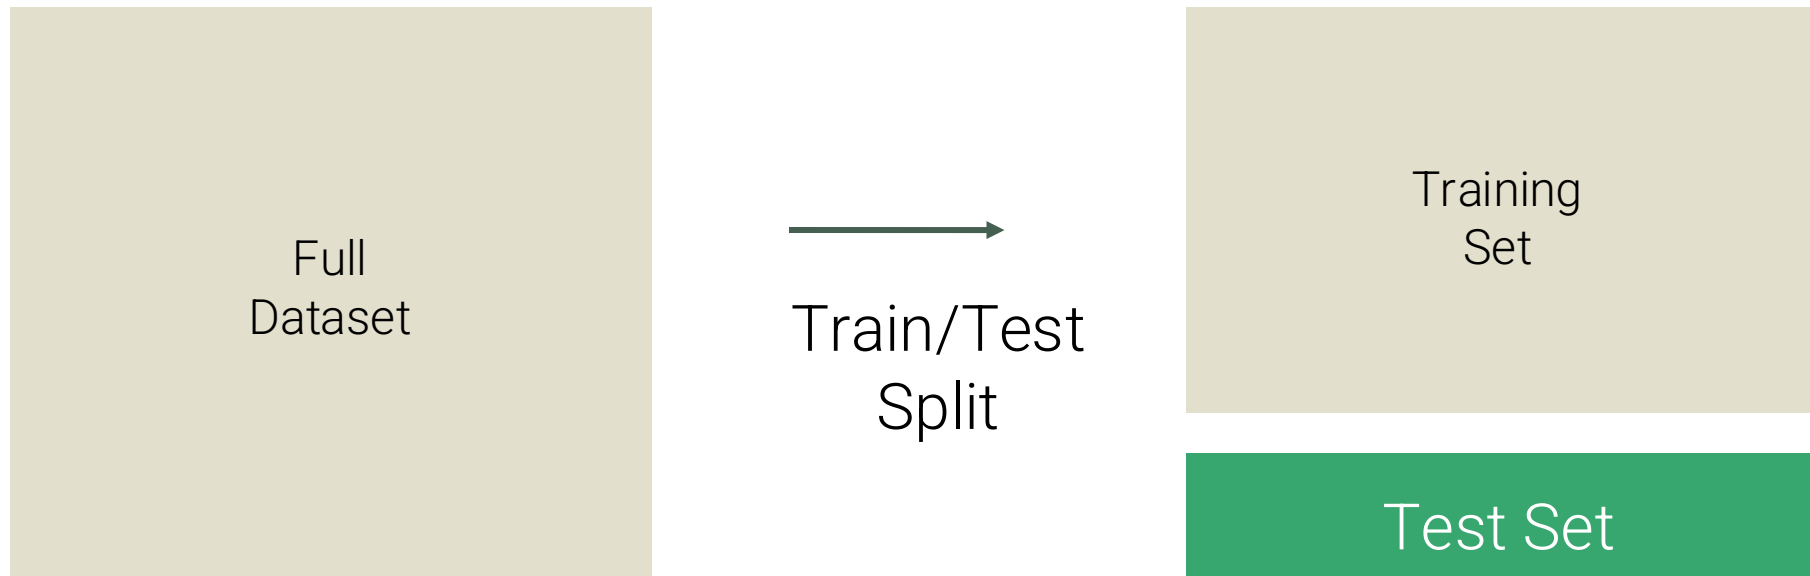 Full
Dataset
Train/Test
Split
Training
Set
Test Set